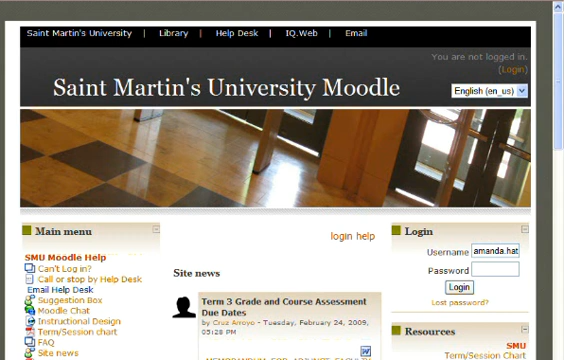 Saint Martin's University | Library | Help Desk | IQ.Web | Email
You are not logged in.
(Login)
Saint Martin's University Moodle
English (en_us)
Main menu
SMU Moodle Help
Can't Log in?
Call or stop by Help Desk
Email Help Desk
Suggestion Box
Moodle Chat
Instructional Design
Term/Session chart
FAQ
Site news
login help
Site news
Term 3 Grade and Course Assessment
Due Dates
by Cruz Arroyo - Tuesday, February 24, 2009,
05:28 PM
MEMORANDUM FOR ADJUNCT FACULTY
Login
Username amanda.hat
Password
Login
Lost password?
Resources
SMU
Term/Session Chart